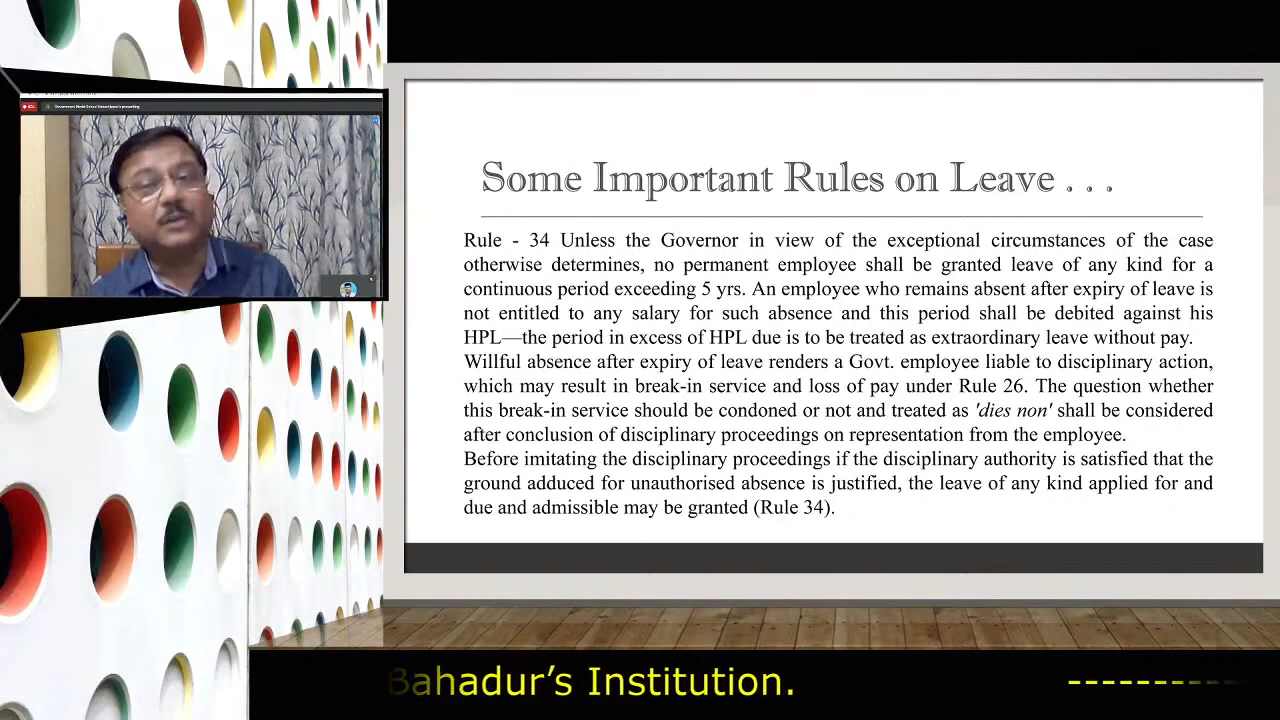 Some Important Rules on Leave . . .
Rule - 34 Unless the Governor in view of the exceptional circumstances of the case
otherwise determines, no permanent employee shall be granted leave of any kind for a
continuous period exceeding 5 yrs. An employee who remains absent after expiry of leave is
not entitled to any salary for such absence and this period shall be debited against his
HPL—the period in excess of HPL due is to be treated as extraordinary leave without pay.
Willful absence after expiry of leave renders a Govt. employee liable to disciplinary action,
which may result in break-in service and loss of pay under Rule 26. The question whether
this break-in service should be condoned or not and treated as 'dies non' shall be considered
after conclusion of disciplinary proceedings on representation from the employee.
Before imitating the disciplinary proceedings if the disciplinary authority is satisfied that the
ground adduced for unauthorised absence is justified, the leave of any kind applied for and
due and admissible may be granted (Rule 34).
Bahadur’s Institution. ----------